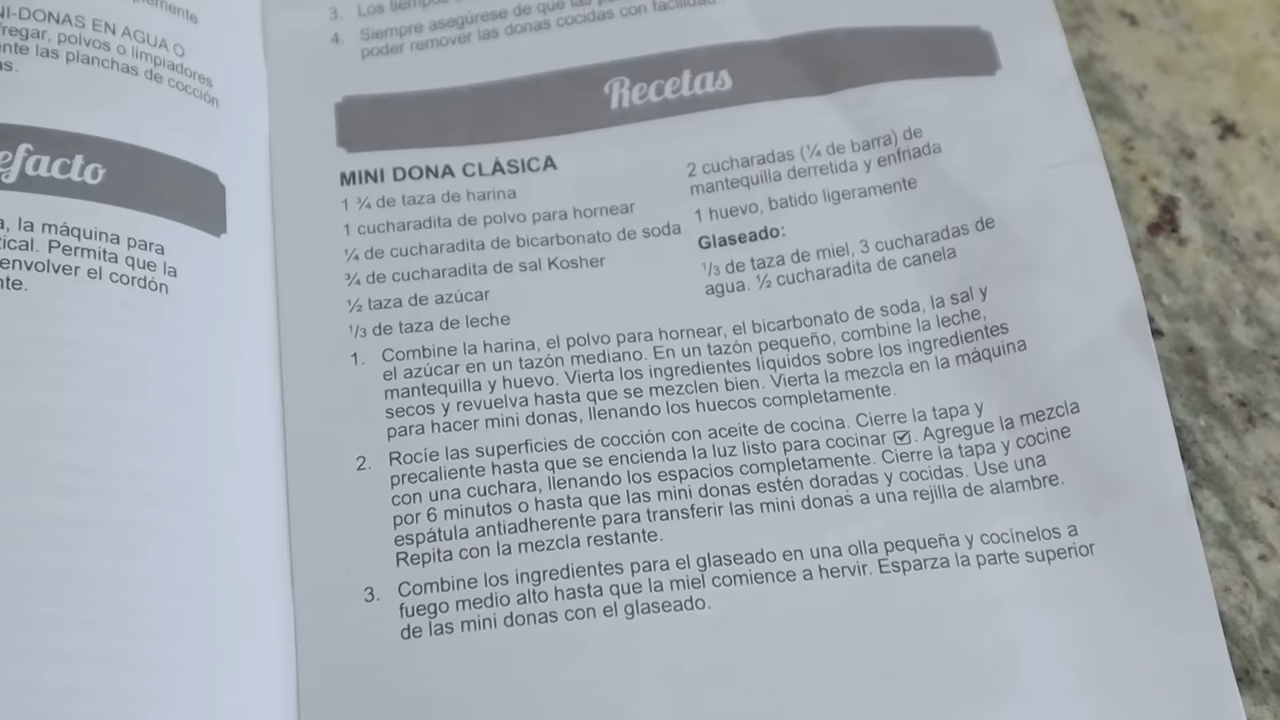 NI-DONAS EN AGUA O
fregar, polvos o limpiadores
nte las planchas de cocción
as.
efacto
a, la máquina para
tical. Permita que la
envolver el cordón
nte.
3. Los tiempos
4. Siempre asegúrese de que las
poder remover las donas cocidas con facilidad
Recetas
MINI DONA CLÁSICA
1 ¾ de taza de harina
1 cucharadita de polvo para hornear
¼ de cucharadita de bicarbonato de soda
¾ de cucharadita de sal Kosher
½ taza de azúcar
1/3 de taza de leche
2 cucharadas (¼ de barra) de
mantequilla derretida y enfriada
1 huevo, batido ligeramente
Glaseado:
1/3 de taza de miel, 3 cucharadas de
agua. ½ cucharadita de canela
1. Combine la harina, el polvo para hornear, el bicarbonato de soda, la sal y
el azúcar en un tazón mediano. En un tazón pequeño, combine la leche,
mantequilla y huevo. Vierta los ingredientes líquidos sobre los ingredientes
secos y revuelva hasta que se mezclen bien. Vierta la mezcla en la máquina
para hacer mini donas, llenando los huecos completamente.
2. Rocíe las superficies de cocción con aceite de cocina. Cierre la tapa y
precaliente hasta que se encienda la luz listo para cocinar ☑. Agregue la mezcla
con una cuchara, llenando los espacios completamente. Cierre la tapa y cocine
por 6 minutos o hasta que las mini donas estén doradas y cocidas. Use una
espátula antiadherente para transferir las mini donas a una rejilla de alambre.
Repita con la mezcla restante.
3. Combine los ingredientes para el glaseado en una olla pequeña y cocínelos a
fuego medio alto hasta que la miel comience a hervir. Esparza la parte superior
de las mini donas con el glaseado.